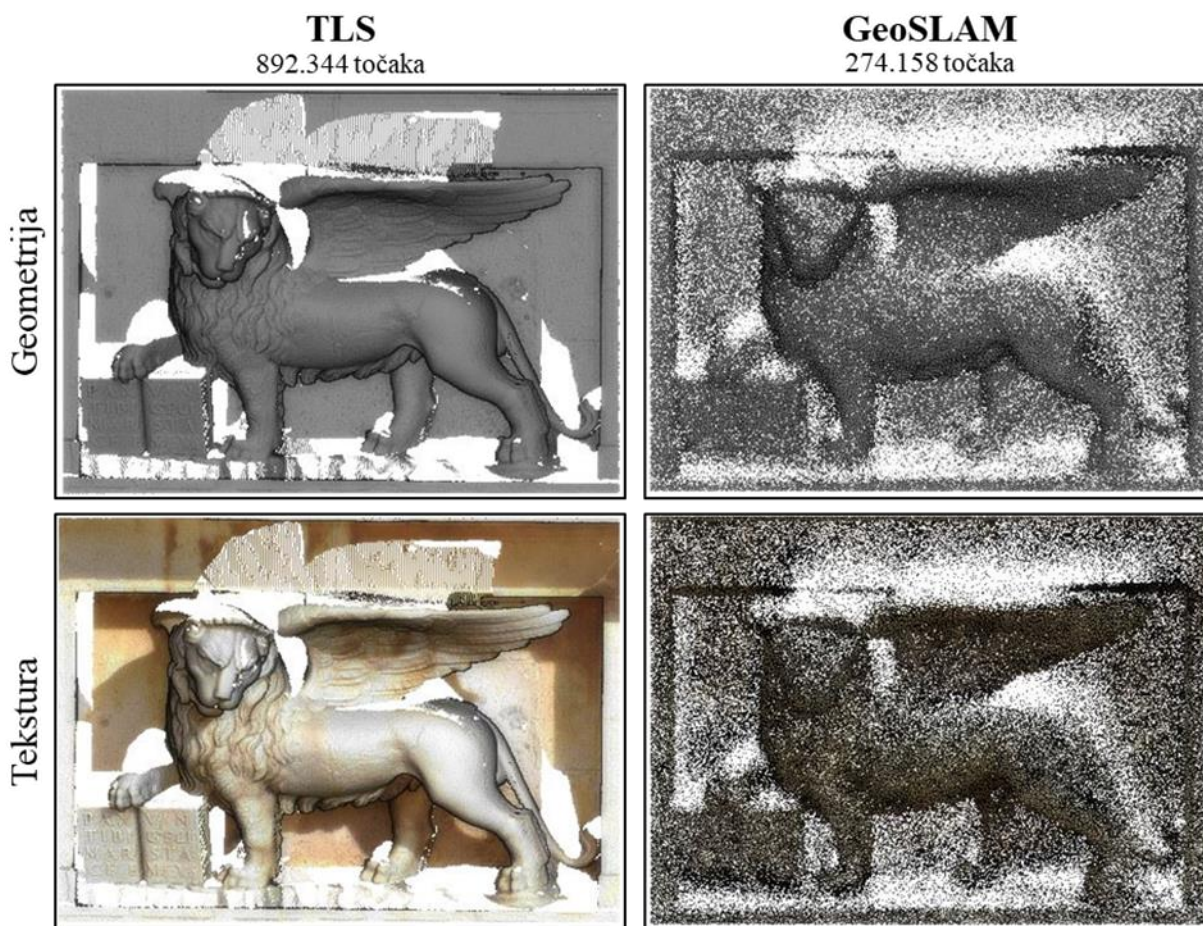 TLS
892.344 točaka
GeoSLAM
274.158 točaka
Geometrija
Tekstura